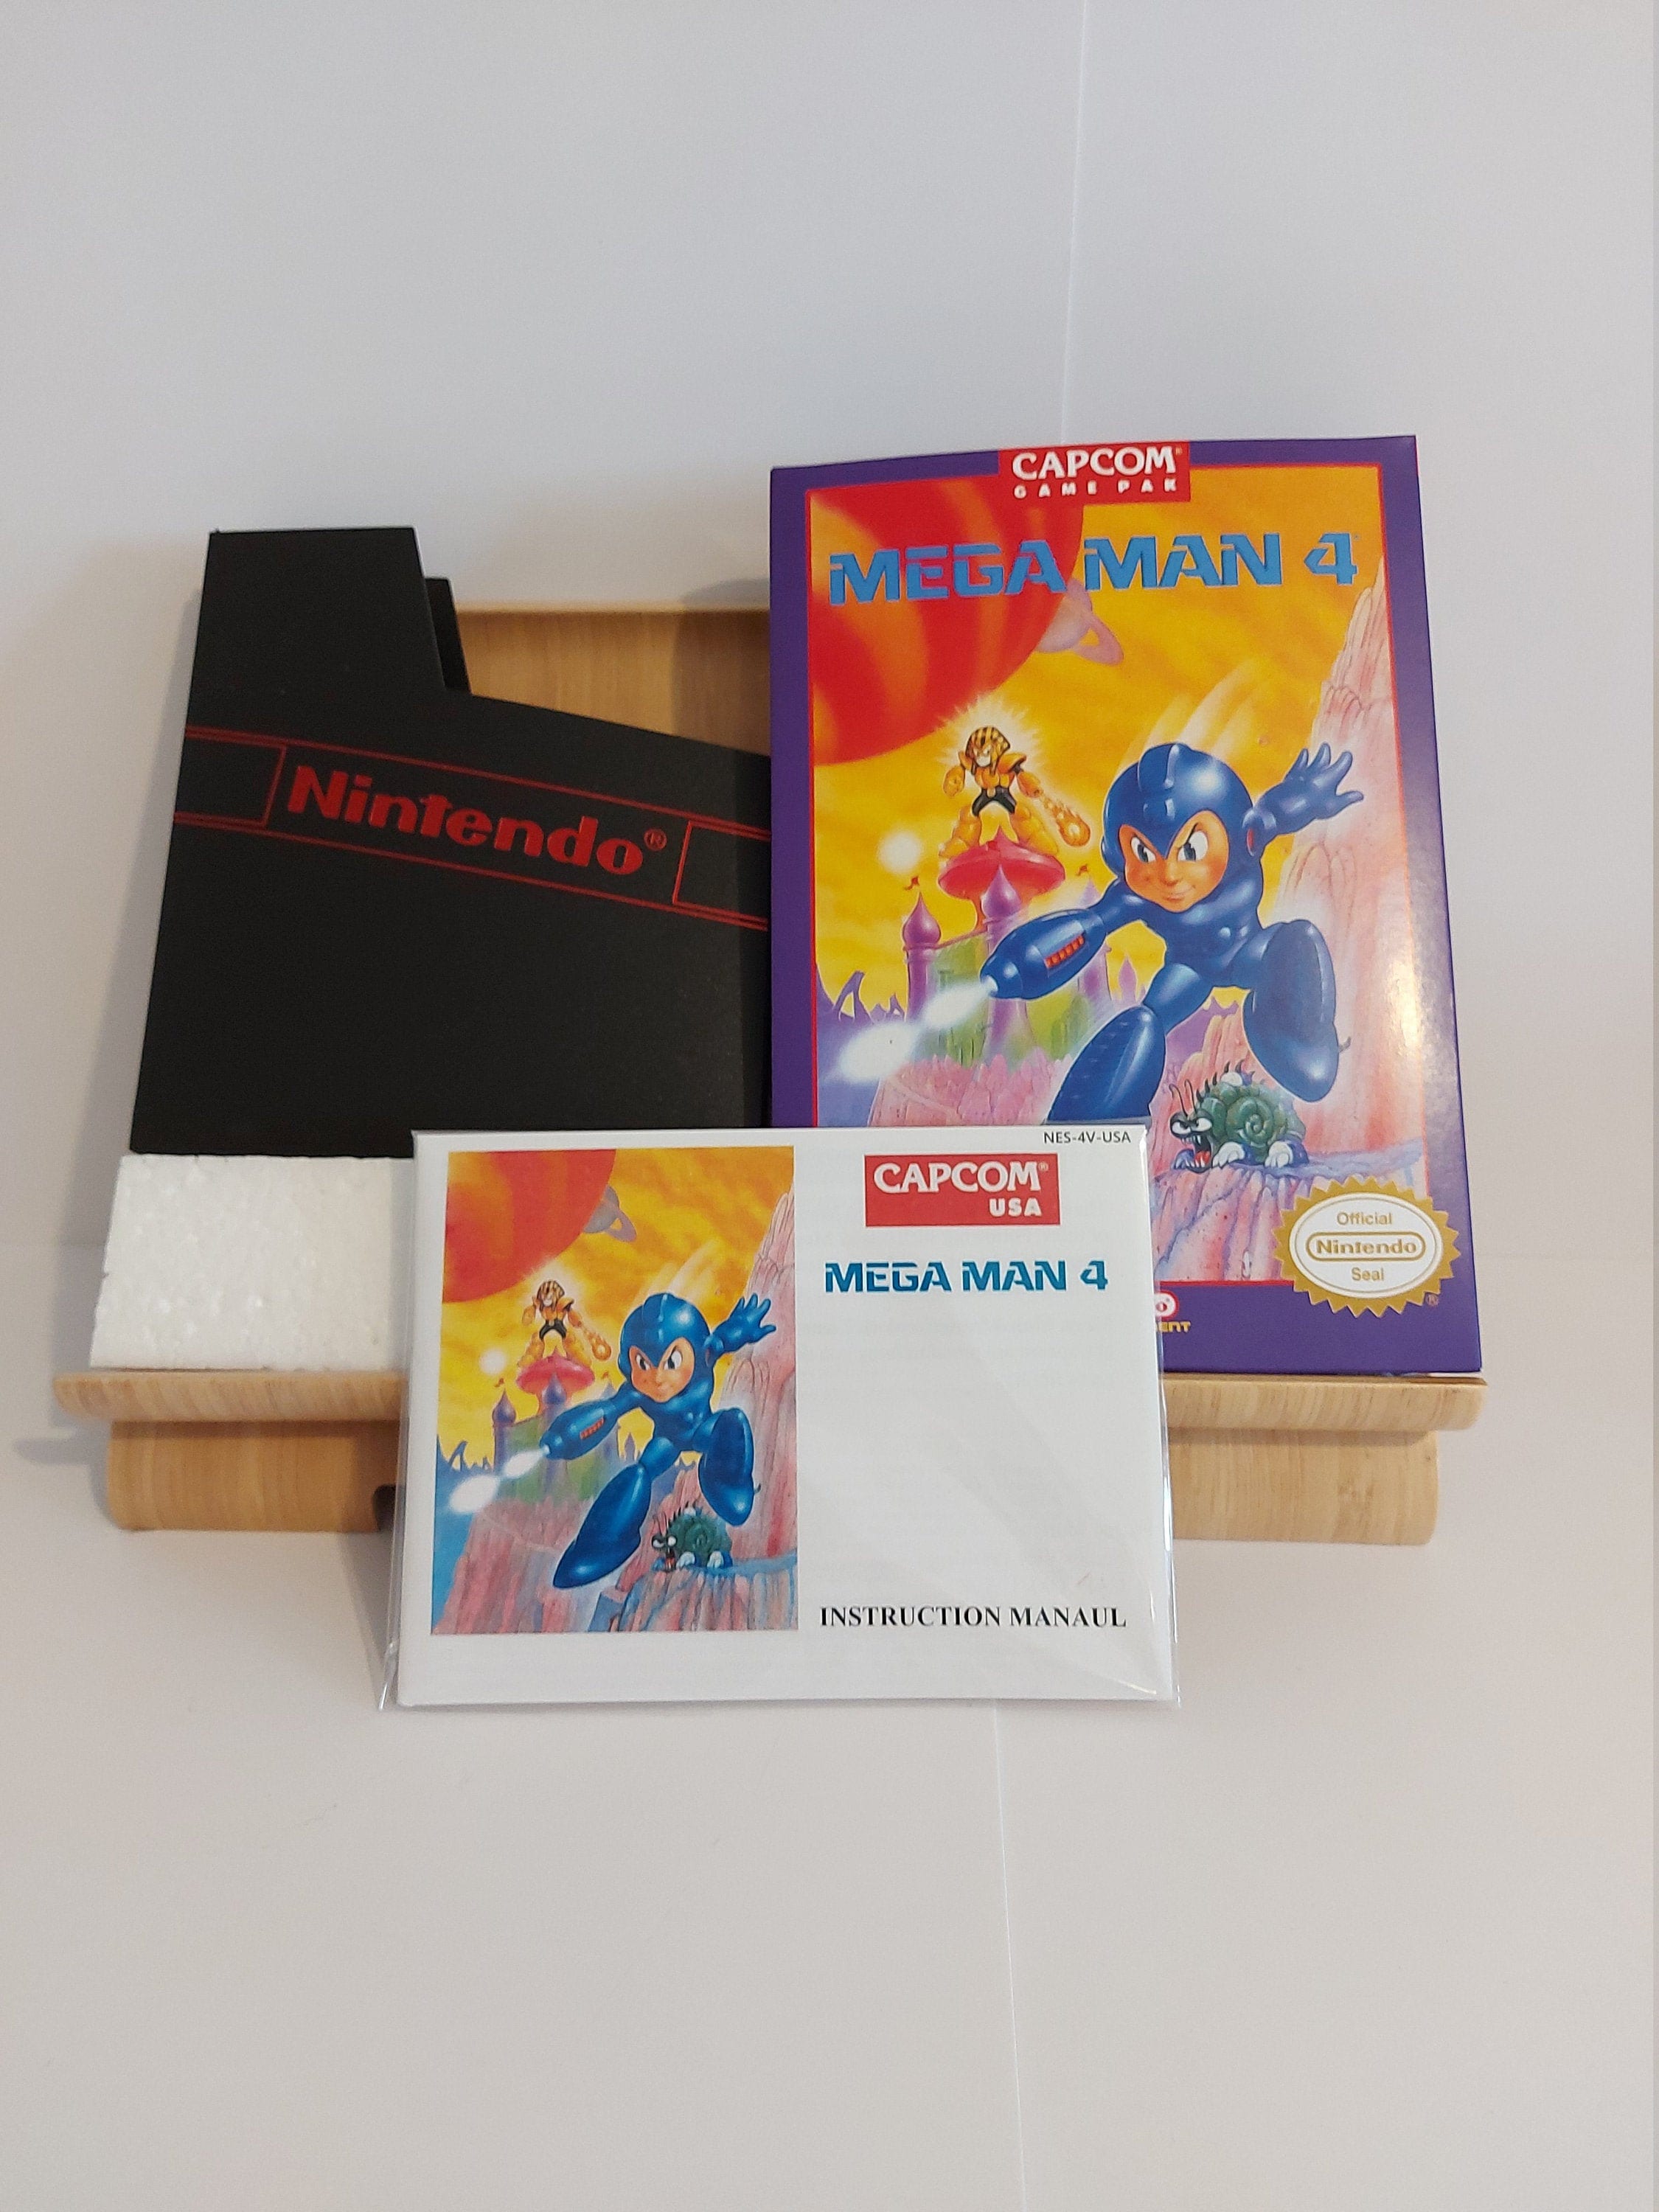 CAPCOM®
GAME PAK
MEGA MAN 4
Nintendo®
Official
Nintendo
Seal
®
NES-4V-USA
CAPCOM®
USA
MEGA MAN 4
INSTRUCTION MANAUL